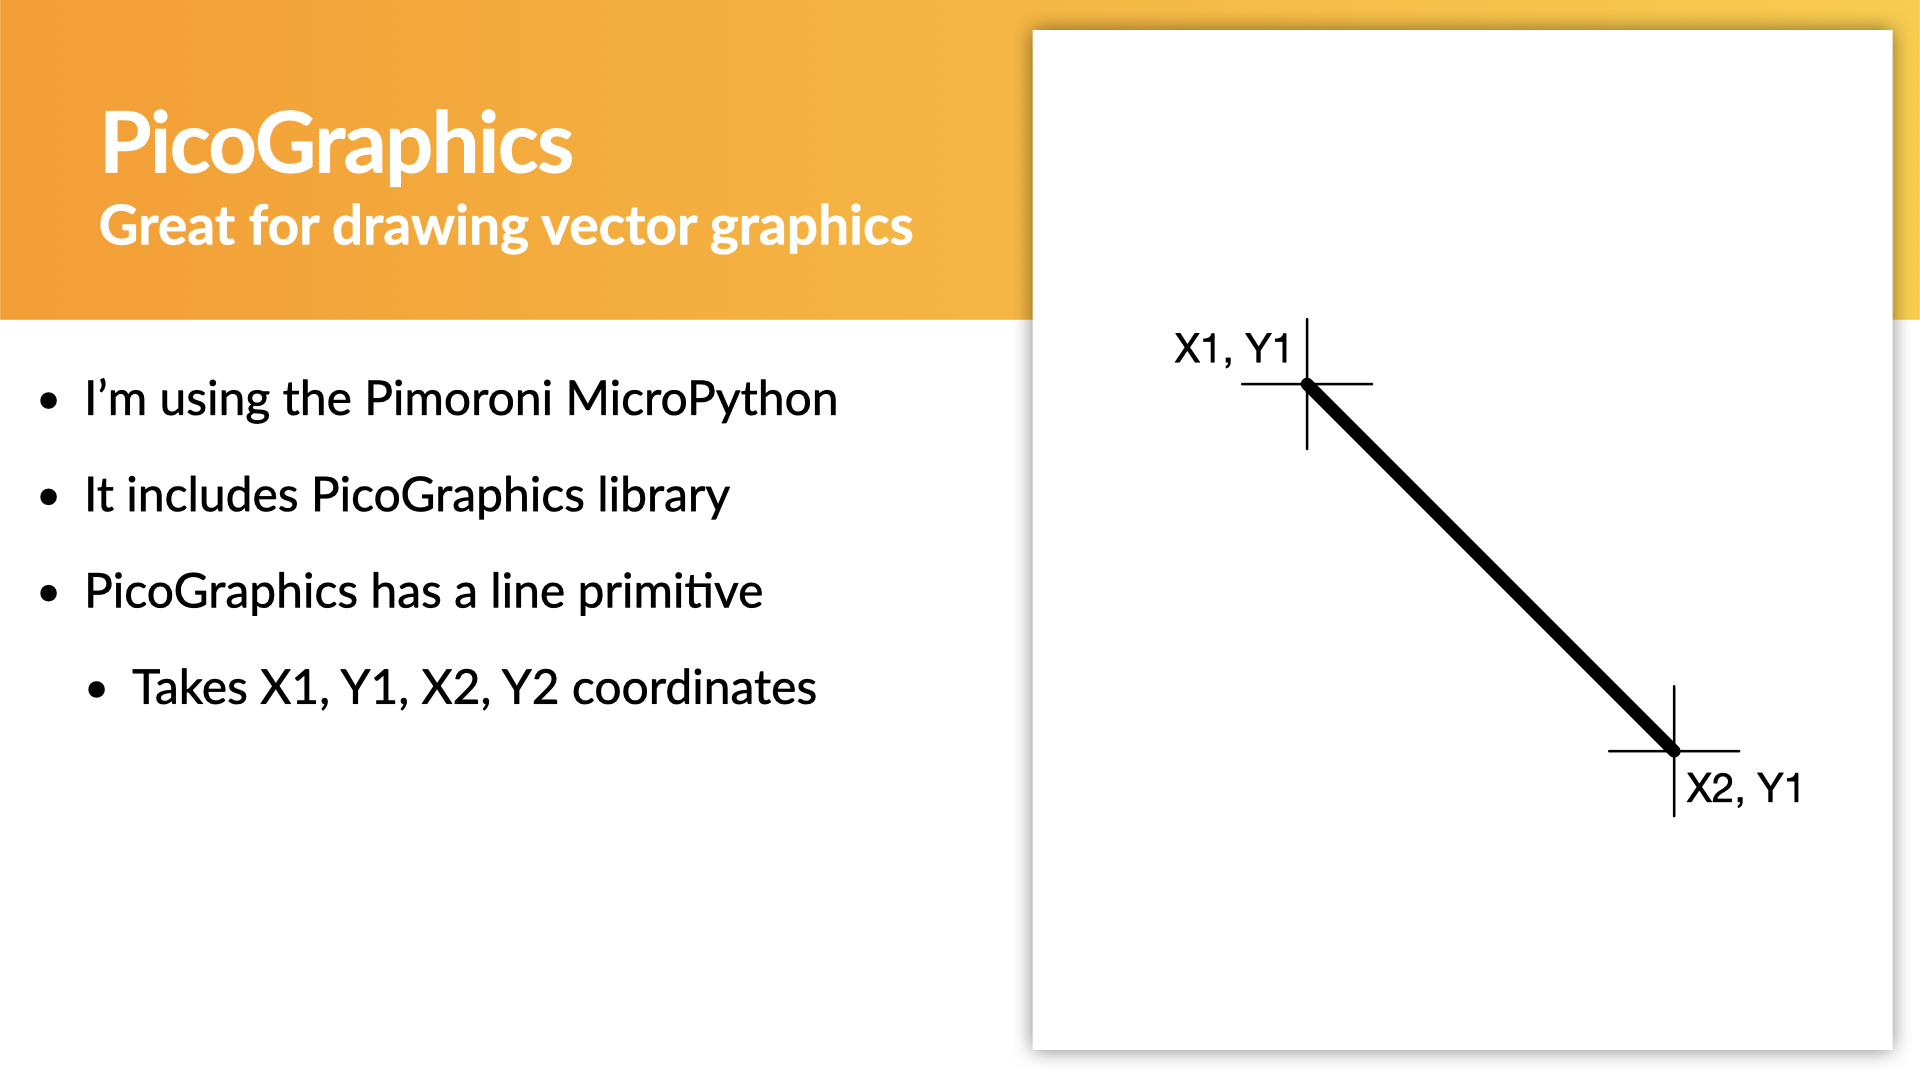 PicoGraphics
Great for drawing vector graphics
• I’m using the Pimoroni MicroPython
• It includes PicoGraphics library
• PicoGraphics has a line primitive
• Takes X1, Y1, X2, Y2 coordinates
X1, Y1
X2, Y1